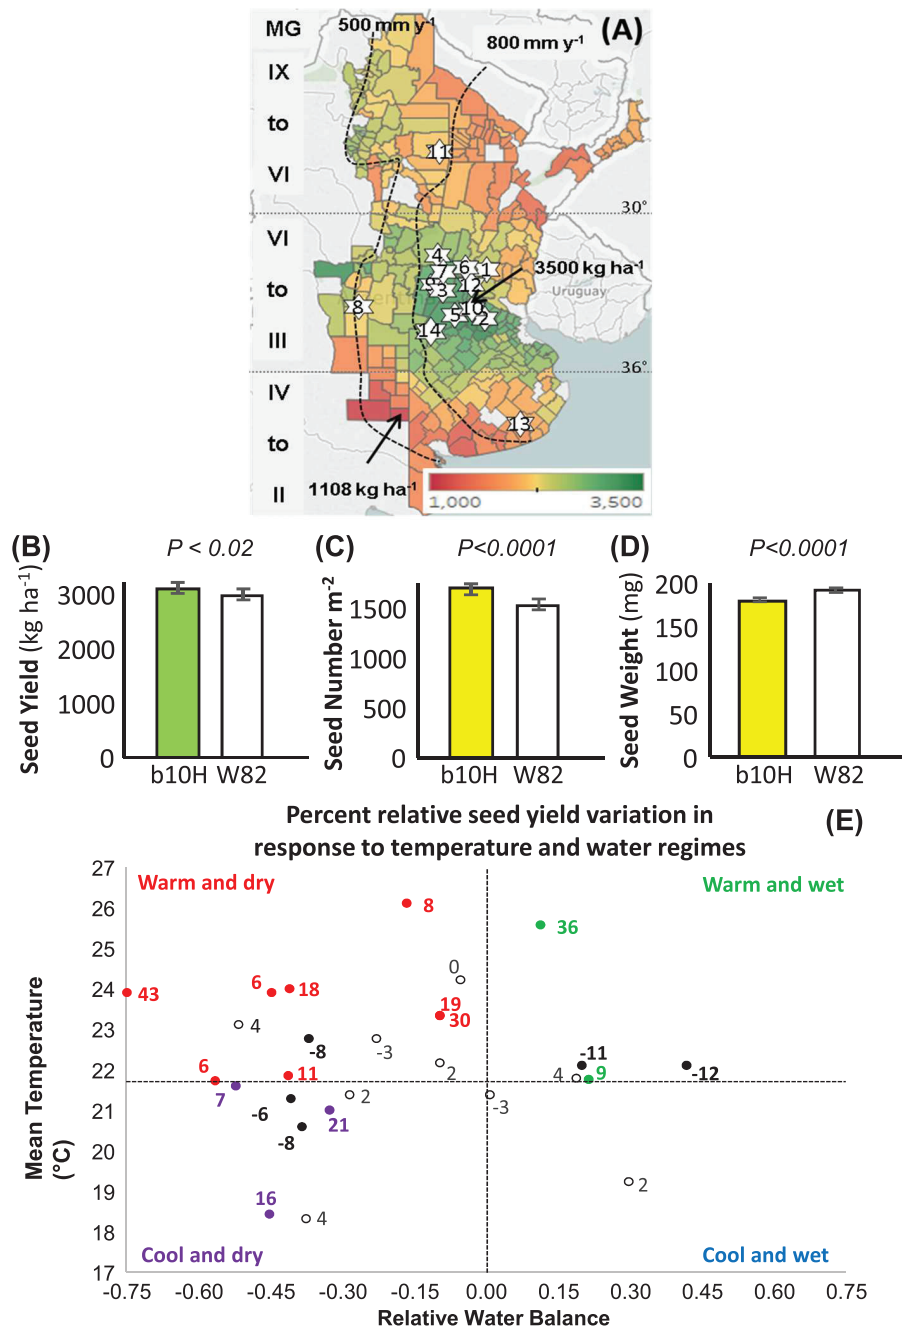 MG
500 mm y-1
(A)
800 mm y-1
IX
to
VI
11
30°
VI
to
III
4
7
6
1
9
3
12
3500 kg ha-1
Uruguay
8
10
5
2
14
36°
IV
to
II
13
1108 kg ha-1
1,000
3,500
(B)
P < 0.02
(C)
P<0.0001
(D)
P<0.0001
Seed Yield (kg ha-1)
3000
2000
1000
0
b10H
W82
Seed Number m-2
1500
1000
500
0
b10H
W82
Seed Weight (mg)
200
150
100
50
0
b10H
W82
Percent relative seed yield variation in
response to temperature and water regimes
(E)
Mean Temperature
(°C)
27
26
25
24
23
22
21
20
19
18
17
Warm and dry
Warm and wet
8
36
0
43
6
18
19
30
4
-8
-3
2
-11
-12
6
11
4
9
7
-6
2
-3
-8
21
16
4
2
Cool and dry
Cool and wet
-0.75
-0.60
-0.45
-0.30
-0.15
0.00
0.15
0.30
0.45
0.60
0.75
Relative Water Balance